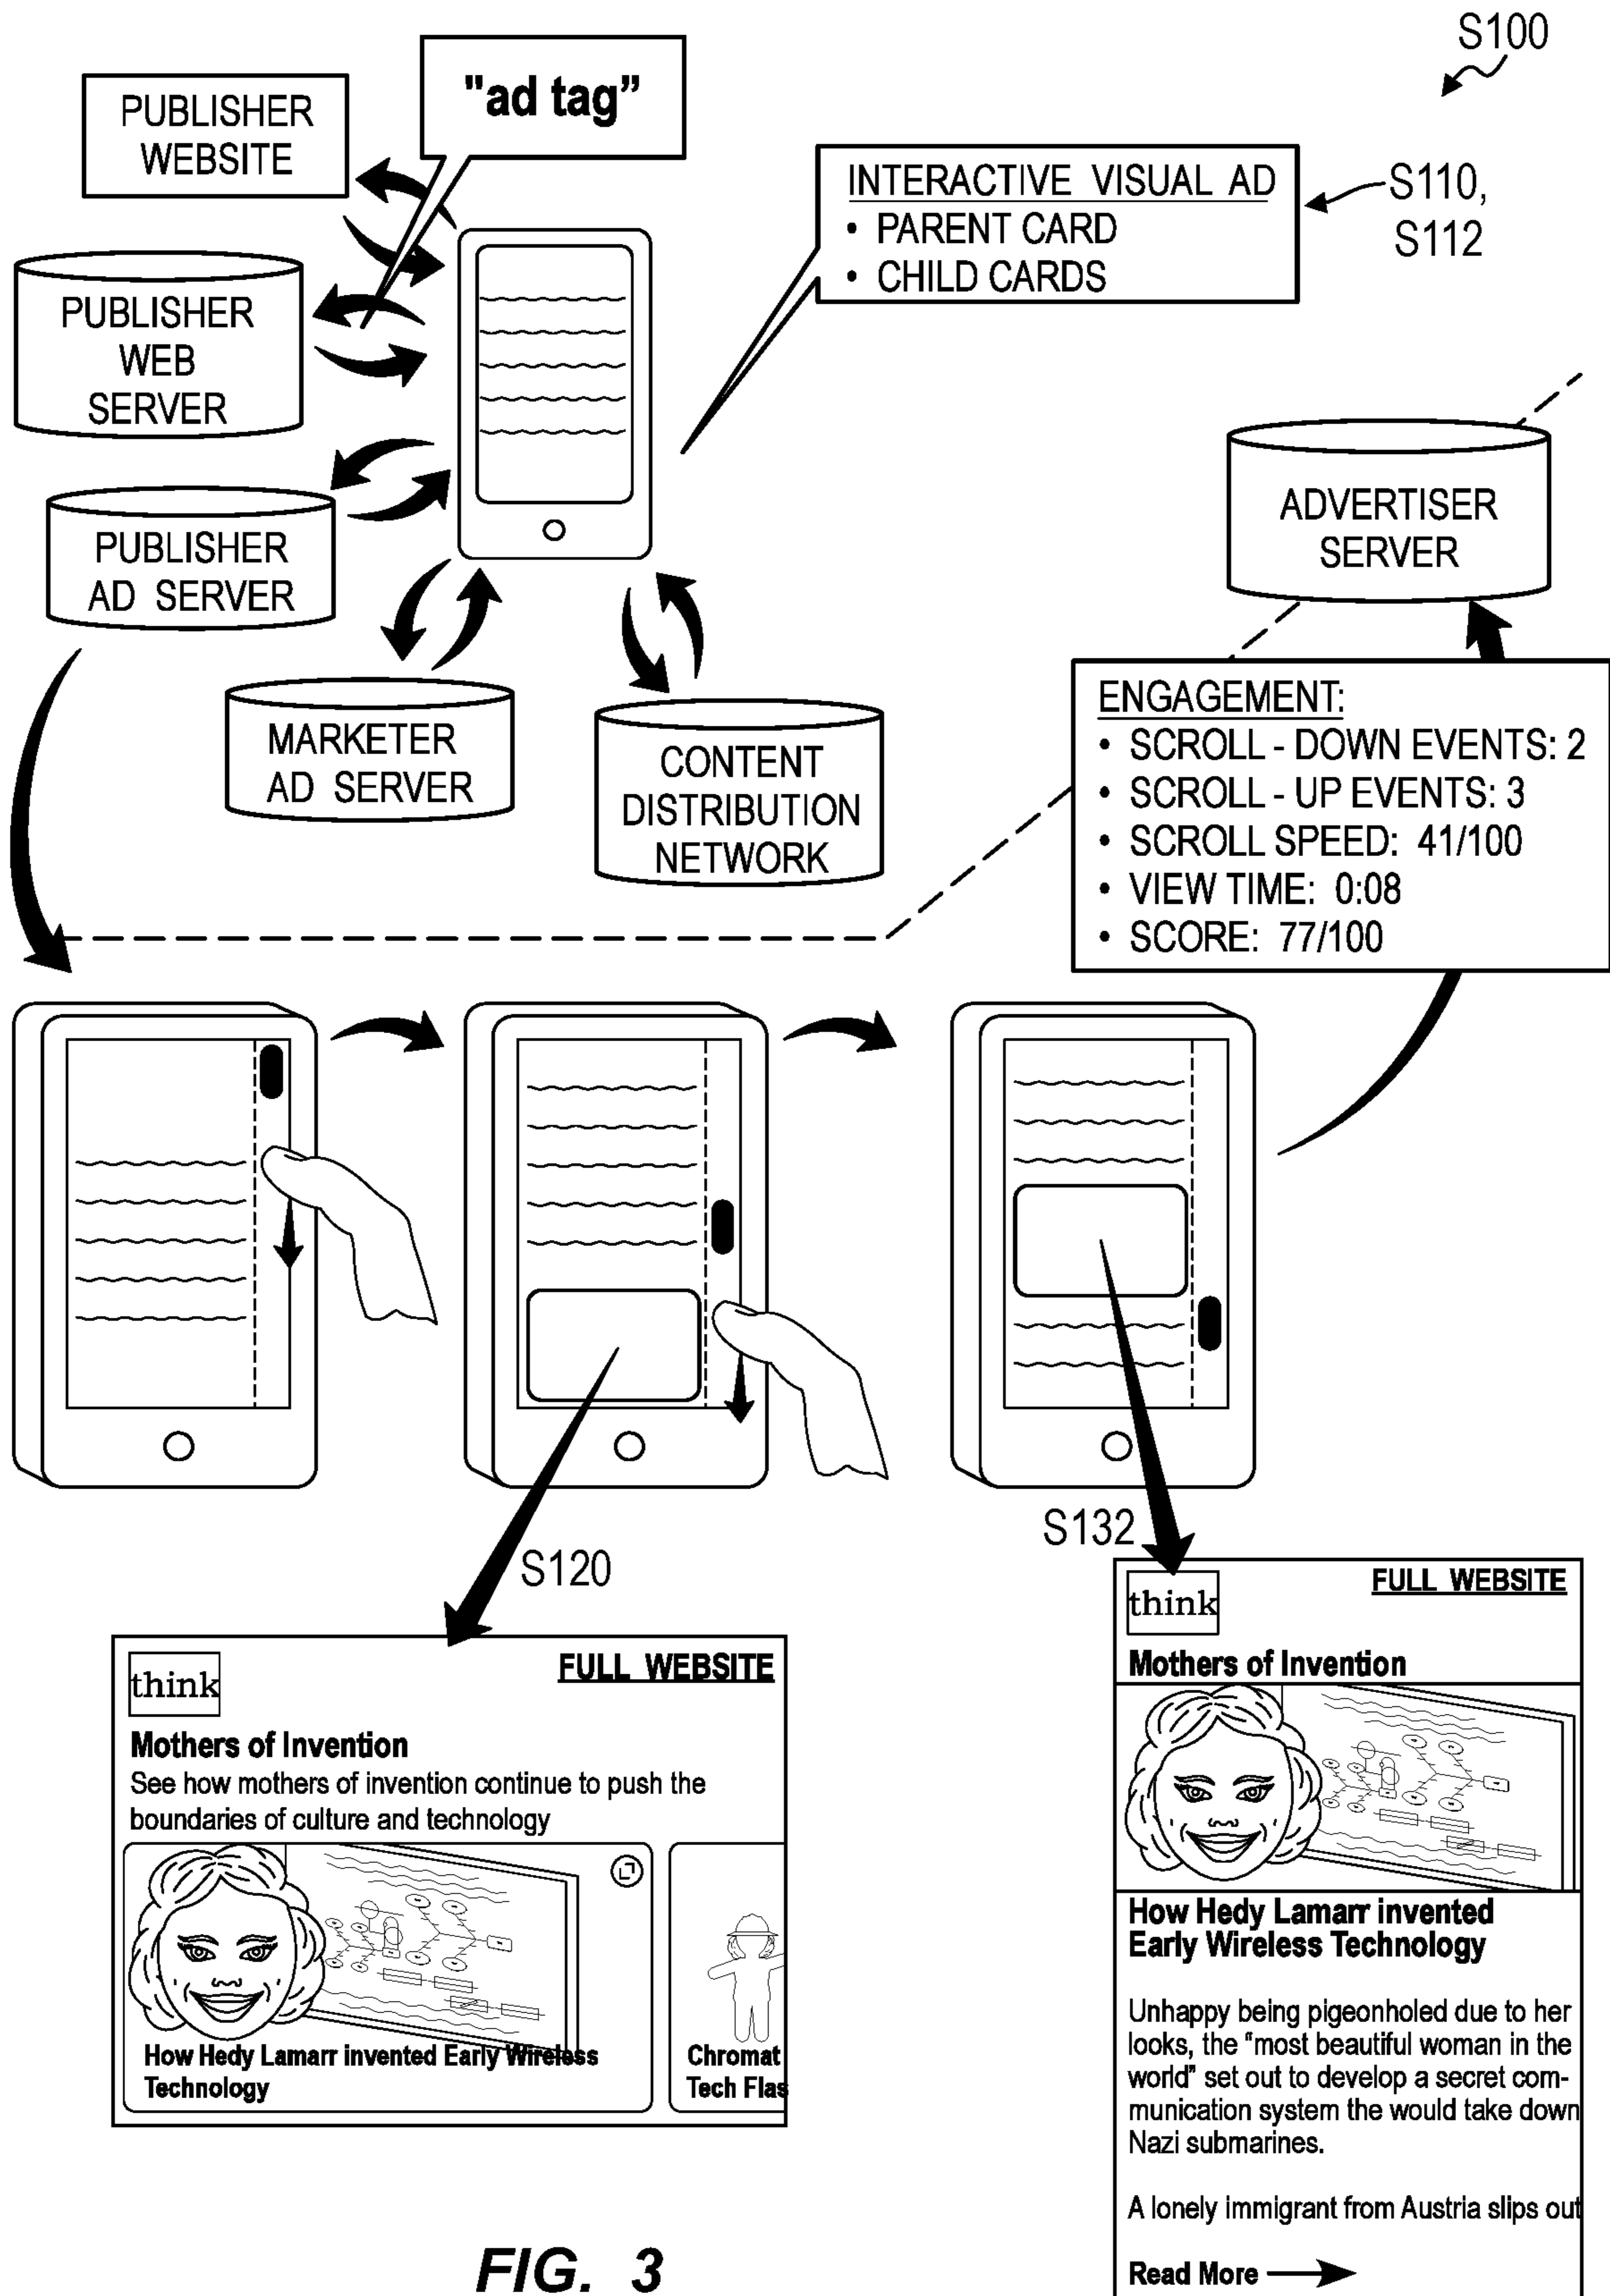 S100
"ad tag”
PUBLISHER
WEBSITE
INTERACTIVE VISUAL AD
• PARENT CARD
• CHILD CARDS
S110,
S112
PUBLISHER
WEB
SERVER
ADVERTISER
SERVER
PUBLISHER
AD SERVER
MARKETER
AD SERVER
CONTENT
DISTRIBUTION
NETWORK
ENGAGEMENT:
• SCROLL - DOWN EVENTS: 2
• SCROLL - UP EVENTS: 3
• SCROLL SPEED: 41/100
• VIEW TIME: 0:08
• SCORE: 77/100
S120
S132
think
FULL WEBSITE
Mothers of Invention
See how mothers of invention continue to push the
boundaries of culture and technology
How Hedy Lamarr invented Early Wireless
Technology
Chromat
Tech Flas
think
FULL WEBSITE
Mothers of Invention
How Hedy Lamarr invented
Early Wireless Technology
Unhappy being pigeonholed due to her
looks, the "most beautiful woman in the
world" set out to develop a secret com-
munication system the would take down
Nazi submarines.
A lonely immigrant from Austria slips out
Read More
FIG. 3